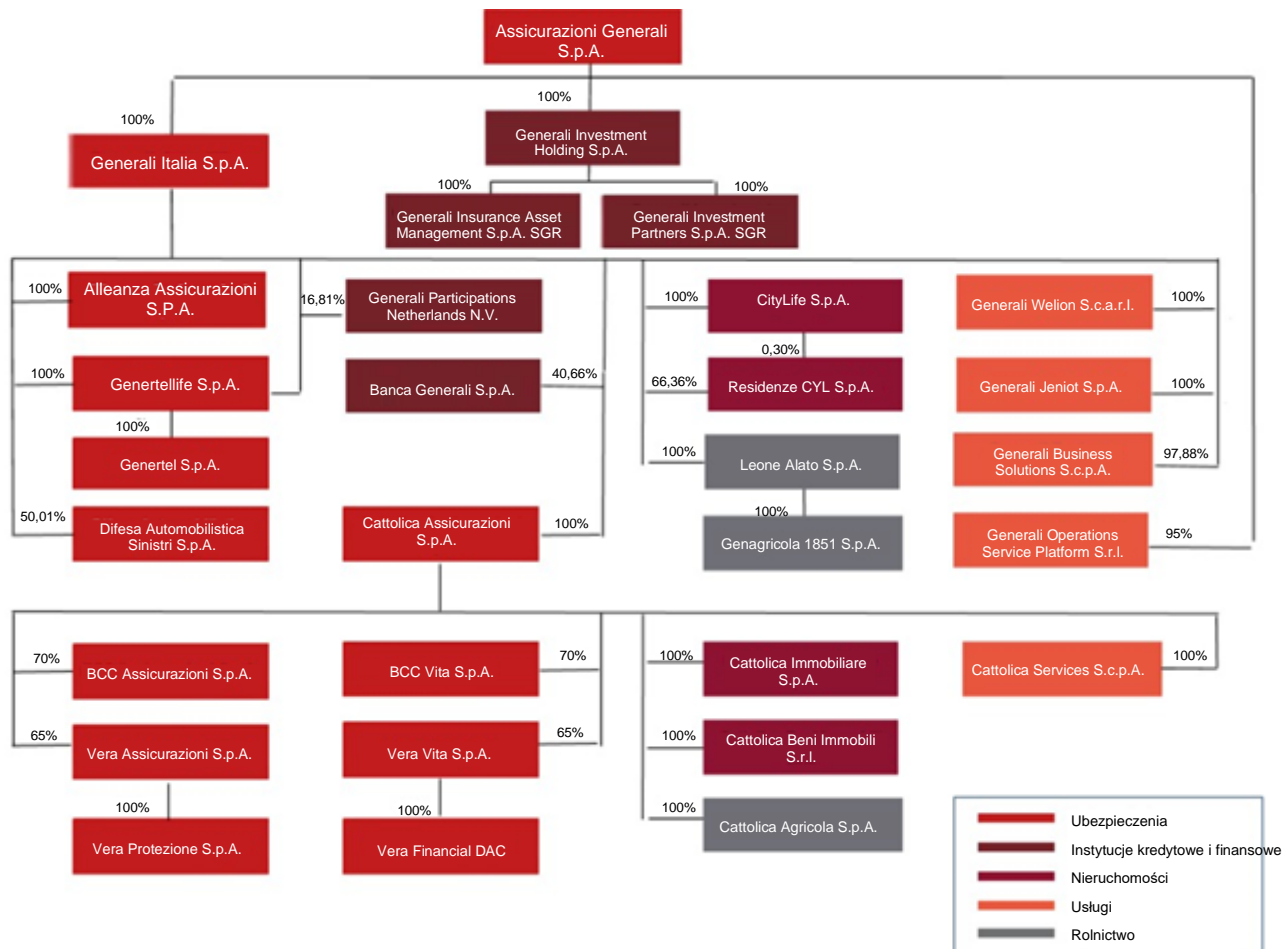 Assicurazioni Generali
S.p.A.
100%
100%
Generali Investment
Holding S.p.A.
Generali Italia S.p.A.
100%
100%
Generali Insurance Asset
Management S.p.A. SGR
Generali Investment
Partners S.p.A. SGR
100%
Alleanza Assicurazioni
S.P.A.
16,81%
Generali Participations
Netherlands N.V.
100%
CityLife S.p.A.
Generali Welion S.c.a.r.l.
100%
0,30%
100%
Genertellife S.p.A.
Banca Generali S.p.A.
40,66%
66,36%
Residenze CYL S.p.A.
Generali Jeniot S.p.A.
100%
100%
Genertel S.p.A.
100%
Leone Alato S.p.A.
Generali Business
Solutions S.c.p.A.
97,88%
50,01%
Difesa Automobilistica
Sinistri S.p.A.
Cattolica Assicurazioni
S.p.A.
100%
100%
Genagricola 1851 S.p.A.
Generali Operations
Service Platform S.r.l.
95%
70%
BCC Assicurazioni S.p.A.
BCC Vita S.p.A.
70%
100%
Cattolica Immobiliare
S.p.A.
Cattolica Services S.c.p.A.
100%
65%
Vera Assicurazioni S.p.A.
Vera Vita S.p.A.
65%
100%
Cattolica Beni Immobili
S.r.l.
100%
Vera Protezione S.p.A.
100%
Vera Financial DAC
100%
Cattolica Agricola S.p.A.
Ubezpieczenia
Instytucje kredytowe i finansowe
Nieruchomości
Usługi
Rolnictwo